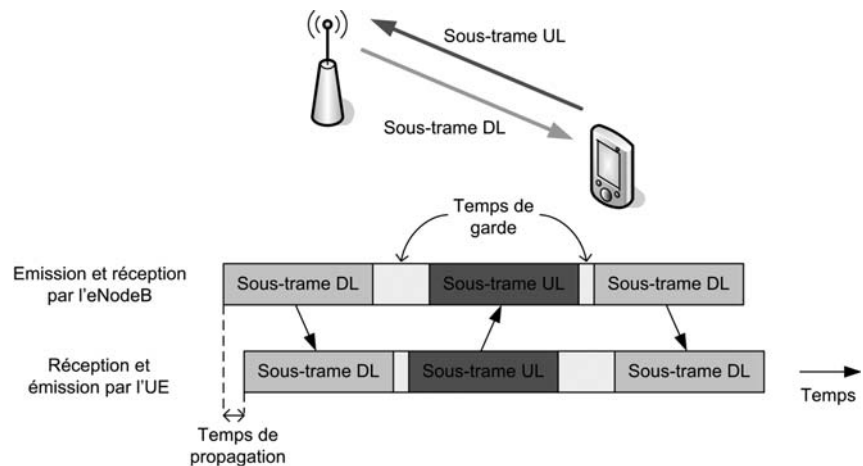 Sous-trame UL
Sous-trame DL
Temps de
garde
Emission et réception
par l'eNodeB
Sous-trame DL
Sous-trame UL
Sous-trame DL
Réception et
émission par l'UE
Sous-trame DL
Sous-trame UL
Sous-trame DL
Temps
Temps de
propagation